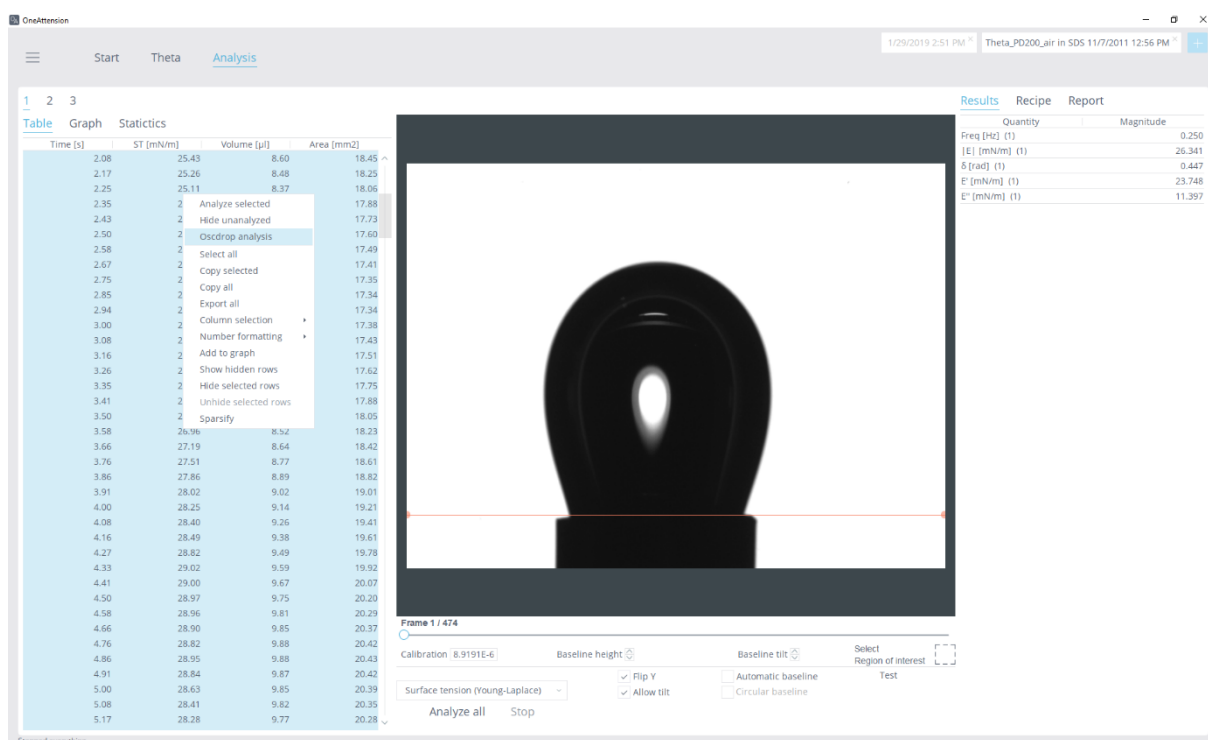 OneAttension
1/29/2019 2:51 PM × Theta_PD200_air in SDS 11/7/2011 12:56 PM × +
Start Theta Analysis
1 2 3
Table Graph Statictics
Time [s] ST [mN/m] Volume [µl] Area [mm2]
2.08 25.43 8.60 18.45
2.17 25.26 8.48 18.25
2.25 25.11 8.37 18.06
2.35 2 17.88
2.43 2 17.73
2.50 2 17.60
2.58 2 17.49
2.67 2 17.41
2.75 2 17.35
2.85 2 17.34
2.94 2 17.34
3.00 2 17.38
3.08 2 17.43
3.16 2 17.51
3.26 2 17.62
3.35 2 17.75
3.41 2 17.88
3.50 2 18.05
3.58 26.96 8.52 18.23
3.66 27.19 8.64 18.42
3.76 27.51 8.77 18.61
3.86 27.86 8.89 18.82
3.91 28.02 9.02 19.01
4.00 28.25 9.14 19.21
4.08 28.40 9.26 19.41
4.16 28.49 9.38 19.61
4.27 28.82 9.49 19.78
4.33 29.02 9.59 19.92
4.41 29.00 9.67 20.07
4.50 28.97 9.75 20.20
4.58 28.96 9.81 20.29
4.66 28.90 9.85 20.37
4.76 28.82 9.88 20.42
4.86 28.95 9.88 20.43
4.91 28.84 9.87 20.42
5.00 28.63 9.85 20.39
5.08 28.41 9.82 20.35
5.17 28.28 9.77 20.28
Analyze selected
Hide unanalyzed
Oscdrop analysis
Select all
Copy selected
Copy all
Export all
Column selection
Number formatting
Add to graph
Show hidden rows
Hide selected rows
Unhide selected rows
Sparsify
Frame 1 / 474
Calibration 8.9191E-6 Baseline height Baseline tilt Select
Region of interest
Flip Y Automatic baseline Test
Surface tension (Young-Laplace) Allow tilt Circular baseline
Analyze all Stop
Results Recipe Report
Quantity Magnitude
Freq [Hz] (1) 0.250
|E| [mN/m] (1) 26.341
δ [rad] (1) 0.447
E' [mN/m] (1) 23.748
E" [mN/m] (1) 11.397